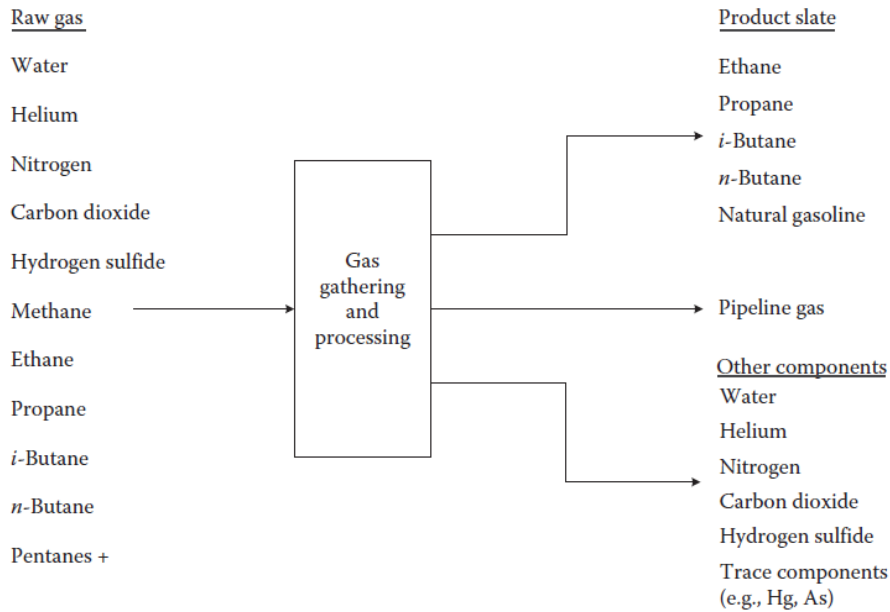 Raw gas
Water
Helium
Nitrogen
Carbon dioxide
Hydrogen sulfide
Methane
Ethane
Propane
i-Butane
n-Butane
Pentanes +
Gas
gathering
and
processing
Product slate
Ethane
Propane
i-Butane
n-Butane
Natural gasoline
Pipeline gas
Other components
Water
Helium
Nitrogen
Carbon dioxide
Hydrogen sulfide
Trace components
(e.g., Hg, As)